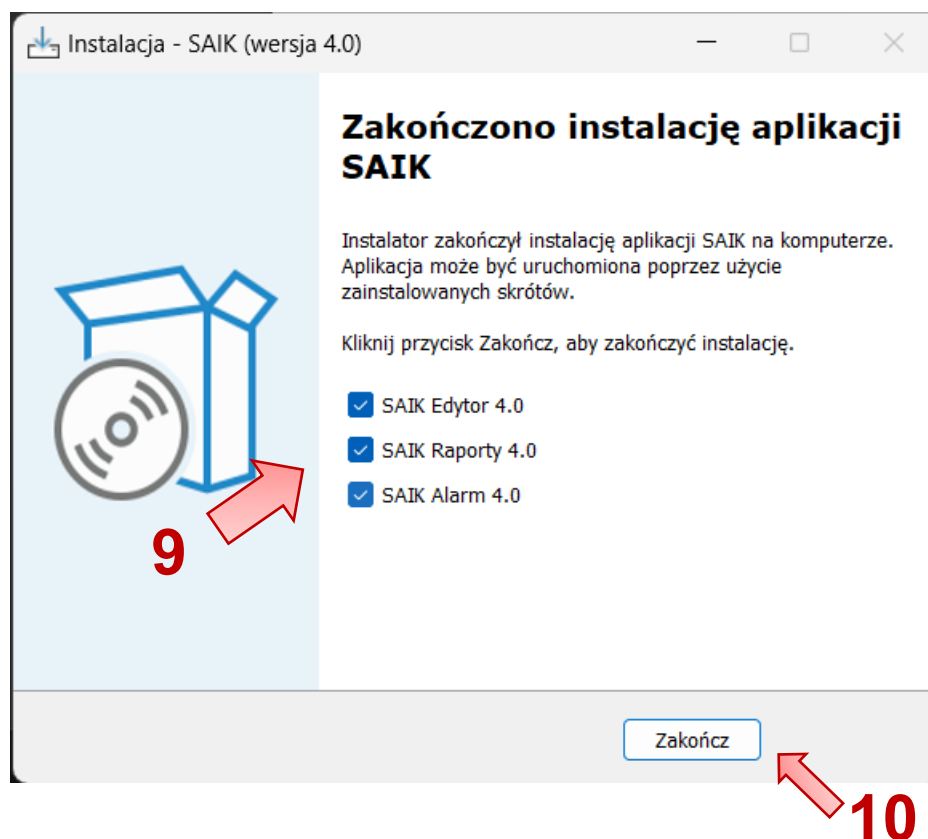 Instalacja - SAIK (wersja 4.0)
Zakończono instalację aplikacji
SAIK
Instalator zakończył instalację aplikacji SAIK na komputerze.
Aplikacja może być uruchomiona poprzez użycie
zainstalowanych skrótów.
Kliknij przycisk Zakończ, aby zakończyć instalację.
SAIK Edytor 4.0
SAIK Raporty 4.0
SAIK Alarm 4.0
9
Zakończ
10